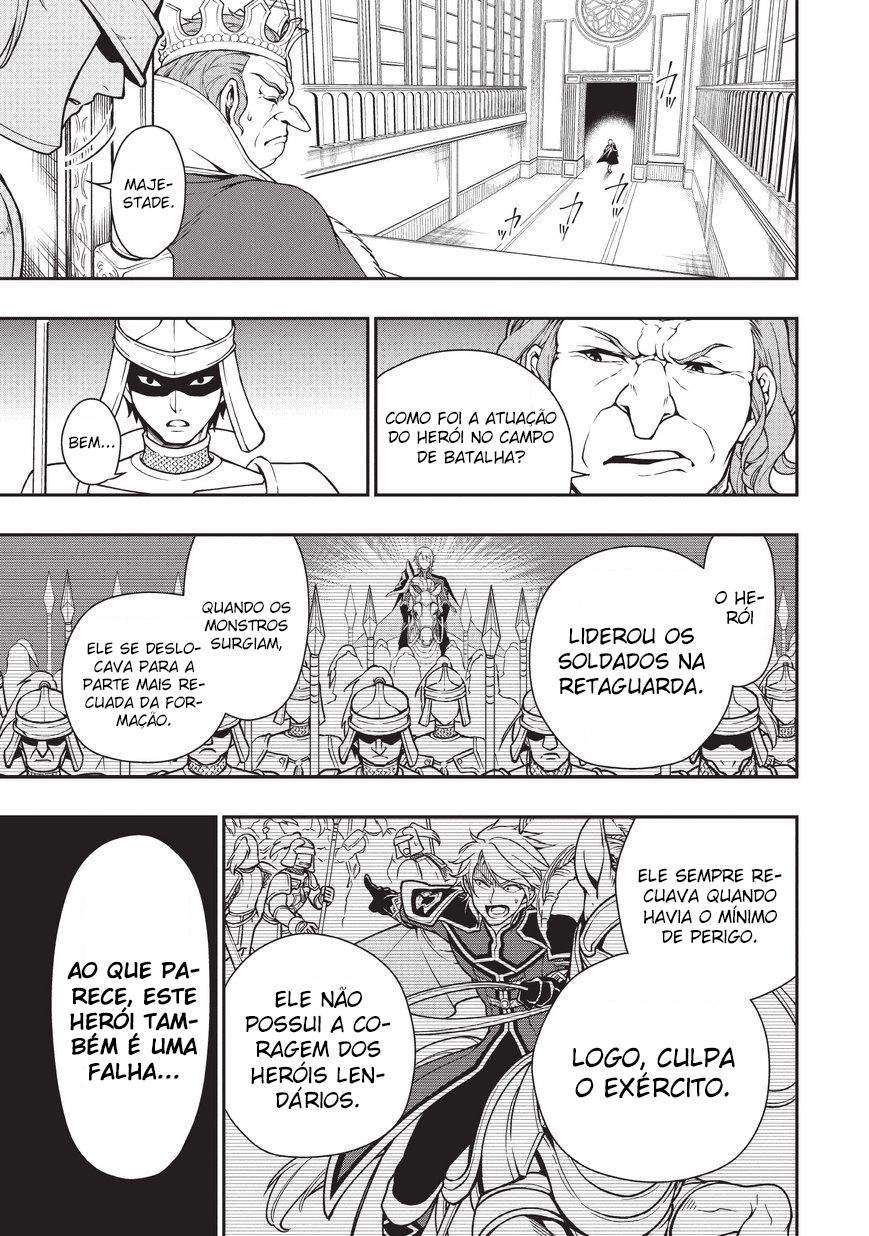 MAJE-
STADE.
COMO FOI A ATUAÇÃO
DO HERÓI NO CAMPO
DE BATALHA?
BEM...
O HE-
RÓI
LIDEROU OS
SOLDADOS NA
RETAGUARDA.
QUANDO OS
MONSTROS
SURGIAM,
ELE SE DESLO-
CAVA PARA A
PARTE MAIS RE-
CUADA DA FOR-
MAÇÃO.
ELE SEMPRE RE-
CUAVA QUANDO
HAVIA O MÍNIMO
DE PERIGO.
LOGO, CULPA
O EXÉRCITO.
ELE NÃO
POSSUI A CO-
RAGEM DOS
HERÓIS LEN-
DÁRIOS.
AO QUE PA-
RECE, ESTE
HERÓI TAM-
BÉM É UMA
FALHA...